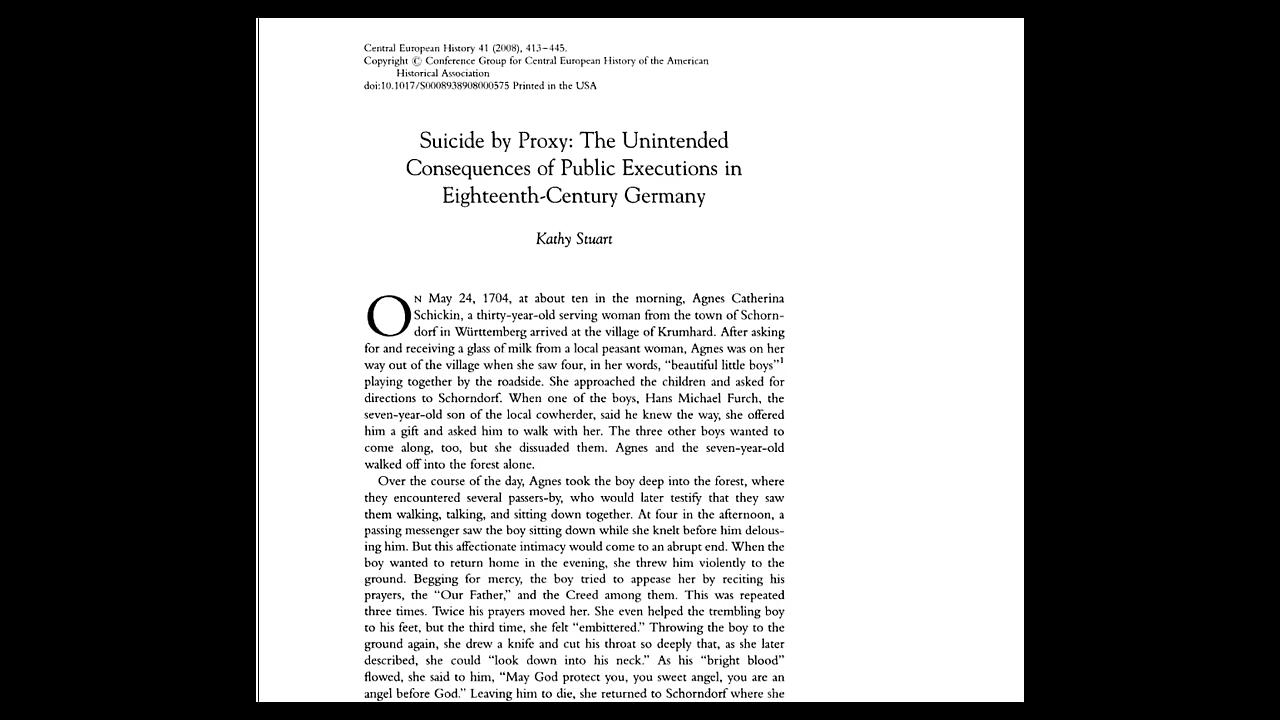 Central European History 41 (2008), 413–445.
Copyright © Conference Group for Central European History of the American
Historical Association
doi:10.1017/S0008938908000575 Printed in the USA
Suicide by Proxy: The Unintended
Consequences of Public Executions in
Eighteenth-Century Germany
Kathy Stuart
ON May 24, 1704, at about ten in the morning, Agnes Catherina
Schickin, a thirty-year-old serving woman from the town of Schorn-
dorf in Württemberg arrived at the village of Krumhard. After asking
for and receiving a glass of milk from a local peasant woman, Agnes was on her
way out of the village when she saw four, in her words, “beautiful little boys”1
playing together by the roadside. She approached the children and asked for
directions to Schorndorf. When one of the boys, Hans Michael Furch, the
seven-year-old son of the local cowherder, said he knew the way, she offered
him a gift and asked him to walk with her. The three other boys wanted to
come along, too, but she dissuaded them. Agnes and the seven-year-old
walked off into the forest alone.
Over the course of the day, Agnes took the boy deep into the forest, where
they encountered several passers-by, who would later testify that they saw
them walking, talking, and sitting down together. At four in the afternoon, a
passing messenger saw the boy sitting down while she knelt before him delous-
ing him. But this affectionate intimacy would come to an abrupt end. When the
boy wanted to return home in the evening, she threw him violently to the
ground. Begging for mercy, the boy tried to appease her by reciting his
prayers, the “Our Father,” and the Creed among them. This was repeated
three times. Twice his prayers moved her. She even helped the trembling boy
to his feet, but the third time, she felt “embittered.” Throwing the boy to the
ground again, she drew a knife and cut his throat so deeply that, as she later
described, she could “look down into his neck.” As his “bright blood”
flowed, she said to him, “May God protect you, you sweet angel, you are an
angel before God.” Leaving him to die, she returned to Schorndorf where she